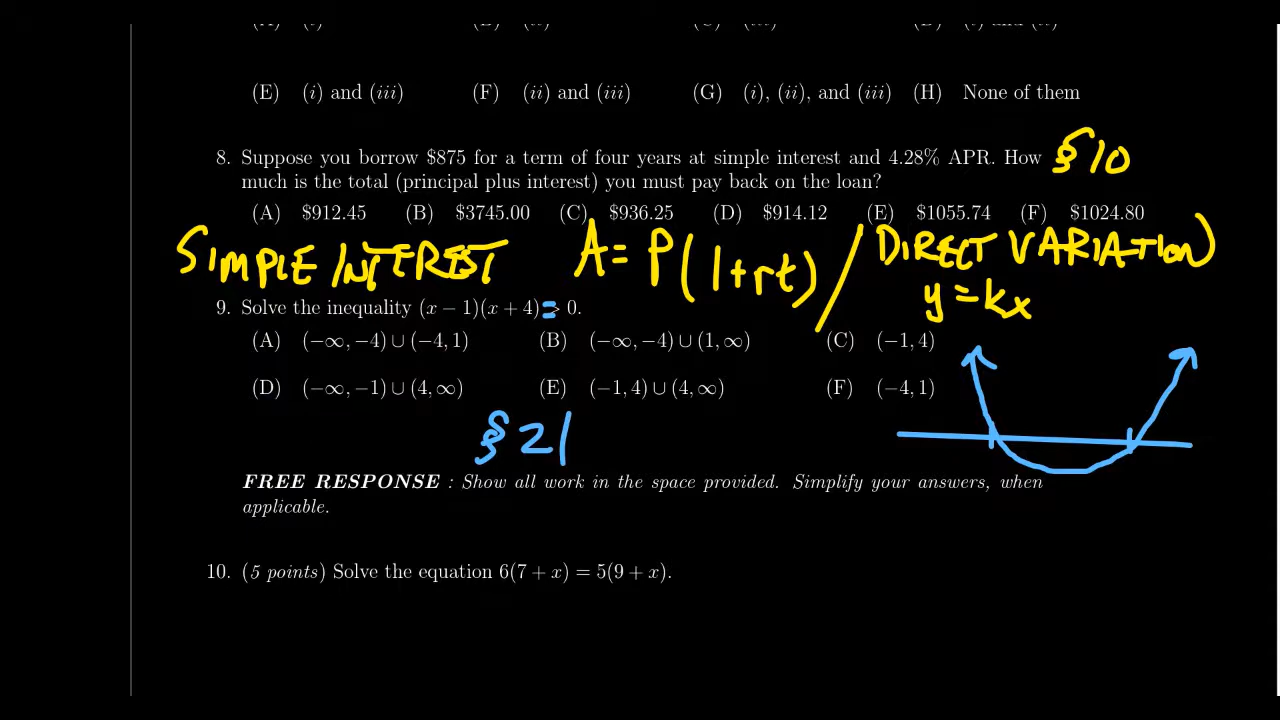 (E) (i) and (iii) (F) (ii) and (iii) (G) (i), (ii), and (iii) (H) None of them
8. Suppose you borrow $875 for a term of four years at simple interest and 4.28% APR. How
much is the total (principal plus interest) you must pay back on the loan?
§10
(A) $912.45 (B) $3745.00 (C) $936.25 (D) $914.12 (E) $1055.74 (F) $1024.80
SIMPLE INTEREST A = P(1+rt) / DIRECT VARIATION
y = kx
9. Solve the inequality (x − 1)(x + 4) > 0.
(A) (−∞, −4) ∪ (−4, 1) (B) (−∞, −4) ∪ (1, ∞) (C) (−1, 4)
(D) (−∞, −1) ∪ (4, ∞) (E) (−1, 4) ∪ (4, ∞) (F) (−4, 1)
§21
FREE RESPONSE : Show all work in the space provided. Simplify your answers, when
applicable.
10. (5 points) Solve the equation 6(7 + x) = 5(9 + x).